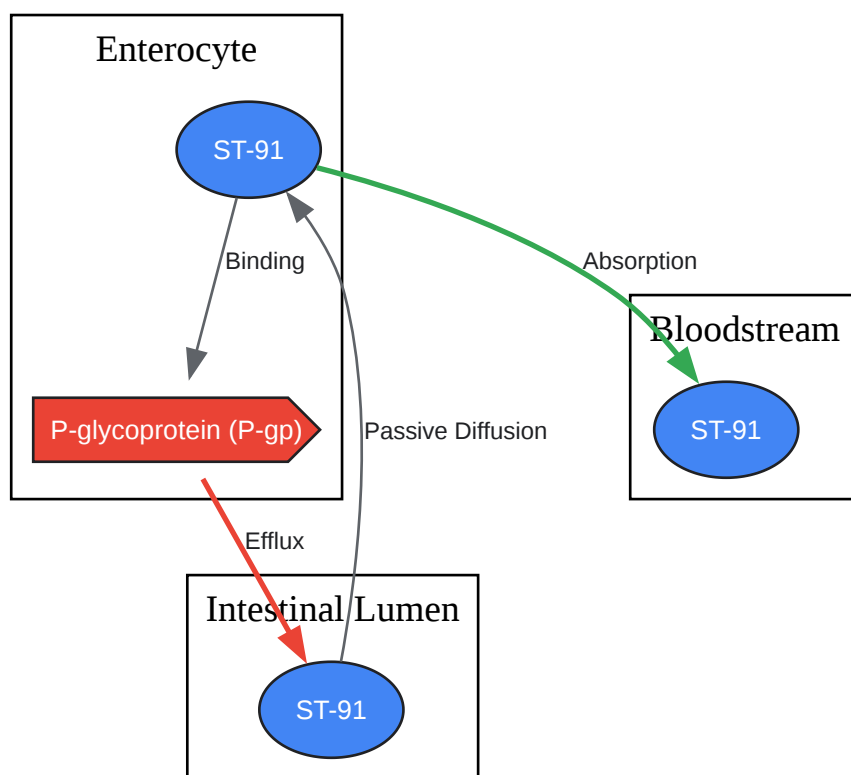 Enterocyte
ST-91
Binding
Absorption
Bloodstream
P-glycoprotein (P-gp)
Passive Diffusion
ST-91
Efflux
Intestinal Lumen
ST-91